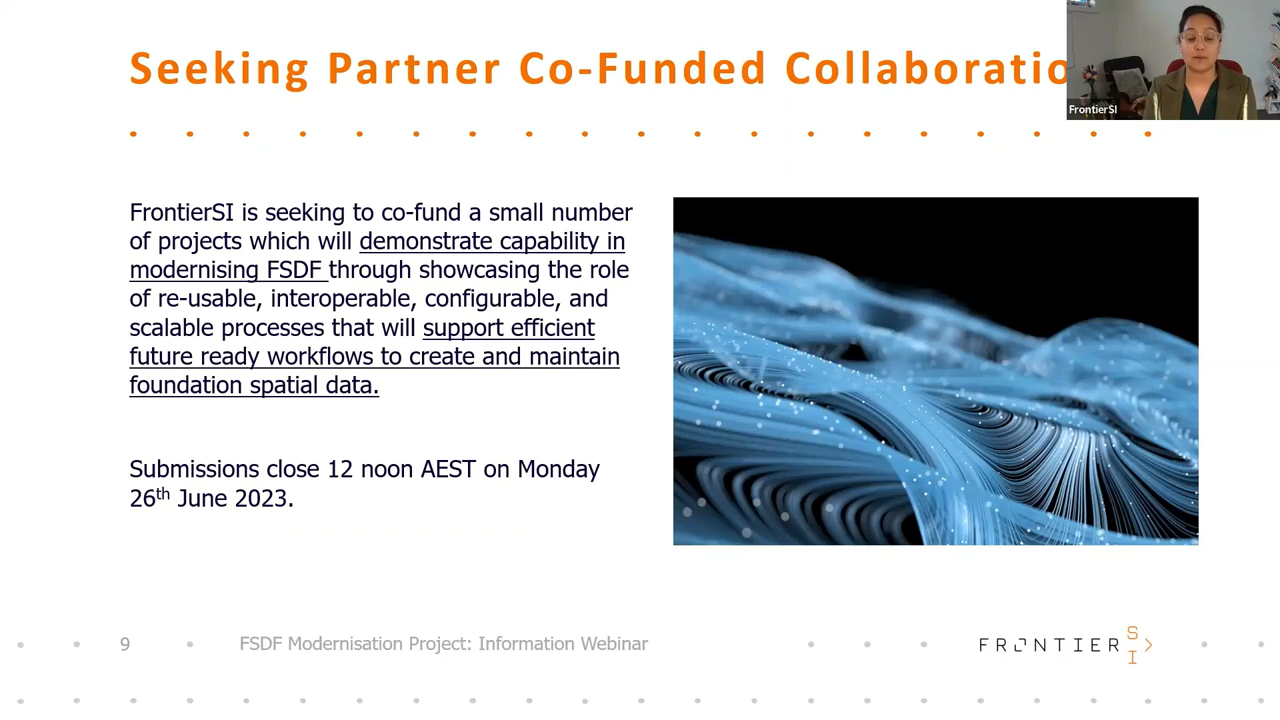 Seeking Partner Co-Funded Collaboratio
FrontierSI
FrontierSI is seeking to co-fund a small number
of projects which will demonstrate capability in
modernising FSDF through showcasing the role
of re-usable, interoperable, configurable, and
scalable processes that will support efficient
future ready workflows to create and maintain
foundation spatial data.
Submissions close 12 noon AEST on Monday
26th June 2023.
9
FSDF Modernisation Project: Information Webinar
FRONTIER SI